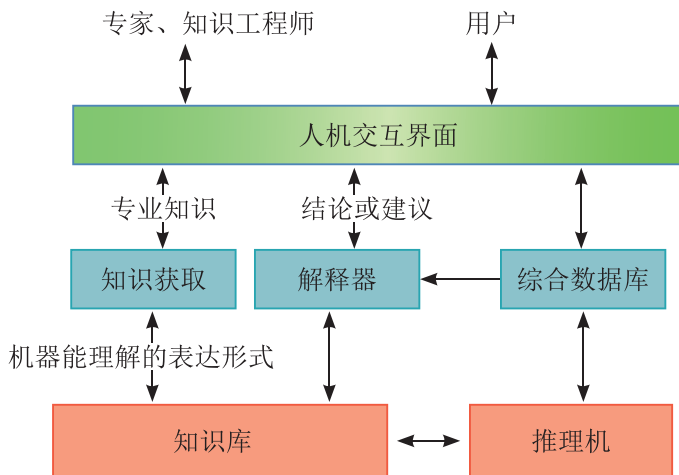 专家、知识工程师
用户
人机交互界面
专业知识
结论或建议
知识获取
解释器
综合数据库
机器能理解的表达形式
知识库
推理机